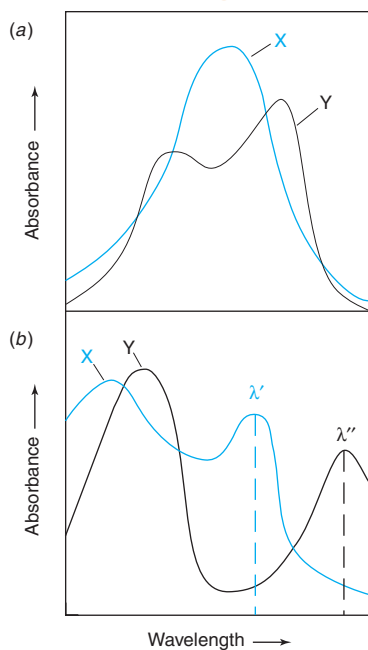 (a)
X
Y
Absorbance
(b)
X
Y
λ′
λ″
Absorbance
Wavelength